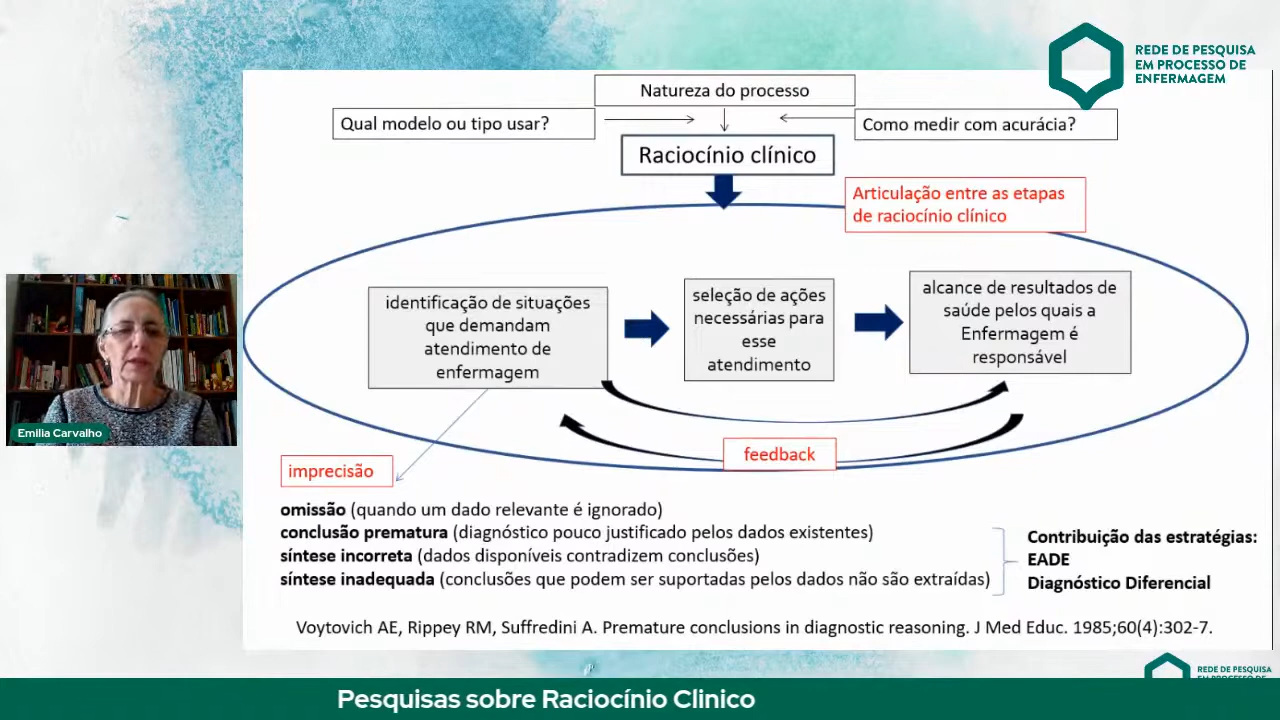 REDE DE PESQUISA
EM PROCESSO DE
ENFERMAGEM
Natureza do processo
Qual modelo ou tipo usar?
Como medir com acurácia?
Raciocínio clínico
Articulação entre as etapas
de raciocínio clínico
identificação de situações
que demandam
atendimento de
enfermagem
seleção de ações
necessárias para
esse
atendimento
alcance de resultados de
saúde pelos quais a
Enfermagem é
responsável
feedback
Emilia Carvalho
imprecisão
omissão (quando um dado relevante é ignorado)
conclusão prematura (diagnóstico pouco justificado pelos dados existentes)
síntese incorreta (dados disponíveis contradizem conclusões)
síntese inadequada (conclusões que podem ser suportadas pelos dados não são extraídas)
Contribuição das estratégias:
EADE
Diagnóstico Diferencial
Voytovich AE, Rippey RM, Suffredini A. Premature conclusions in diagnostic reasoning. J Med Educ. 1985;60(4):302-7.
REDE DE PESQUISA
EM PROCESSO DE
Pesquisas sobre Raciocínio Clinico